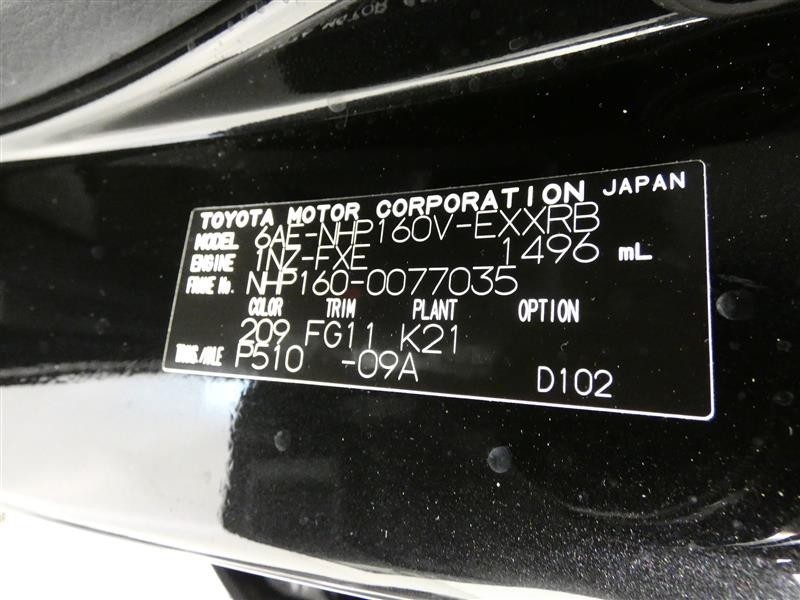 TOYOTA MOTOR CORPORATION JAPAN
MODEL 6AE-NHP160V-EXXRB
ENGINE 1NZ-FXE 1496 mL
FRAME No. NHP160-0077035
COLOR TRIM PLANT OPTION
209 FG11 K21
TRANS./AXLE P510 -09A D102